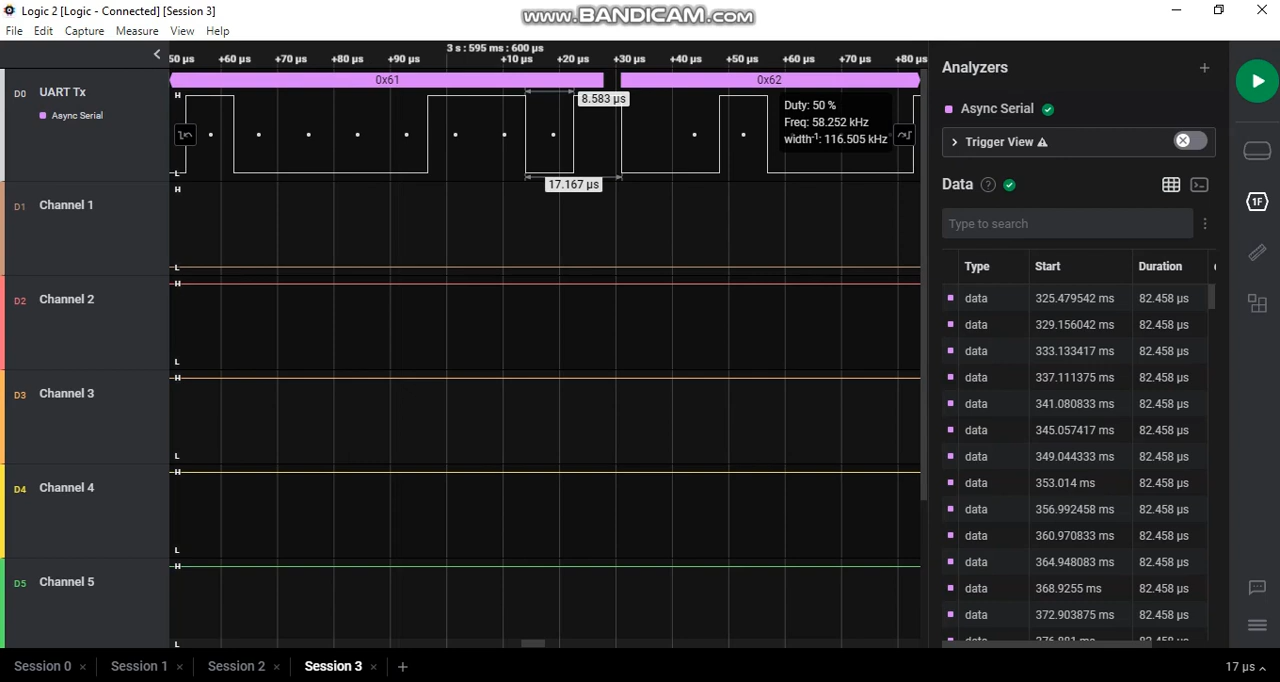 Logic 2 [Logic - Connected] [Session 3]
www.BANDICAM.com
File Edit Capture Measure View Help
3 s : 595 ms : 600 µs
50 µs +60 µs +70 µs +80 µs +90 µs +10 µs +20 µs +30 µs +40 µs +50 µs +60 µs +70 µs +80 µs
0x61 0x62
D0 UART Tx
Async Serial
H
L
8.583 µs
17.167 µs
Duty: 50 %
Freq: 58.252 kHz
width⁻¹: 116.505 kHz
D1 Channel 1
H
L
D2 Channel 2
H
L
D3 Channel 3
H
L
D4 Channel 4
H
L
D5 Channel 5
H
L
Analyzers
Async Serial
Trigger View
Data
Type to search
1F
Type Start Duration
data 325.479542 ms 82.458 µs
data 329.156042 ms 82.458 µs
data 333.133417 ms 82.458 µs
data 337.111375 ms 82.458 µs
data 341.080833 ms 82.458 µs
data 345.057417 ms 82.458 µs
data 349.044333 ms 82.458 µs
data 353.014 ms 82.458 µs
data 356.992458 ms 82.458 µs
data 360.970833 ms 82.458 µs
data 364.948083 ms 82.458 µs
data 368.9255 ms 82.458 µs
data 372.903875 ms 82.458 µs
data 376.881 ms 82.458 µs
Session 0 Session 1 Session 2 Session 3
17 µs